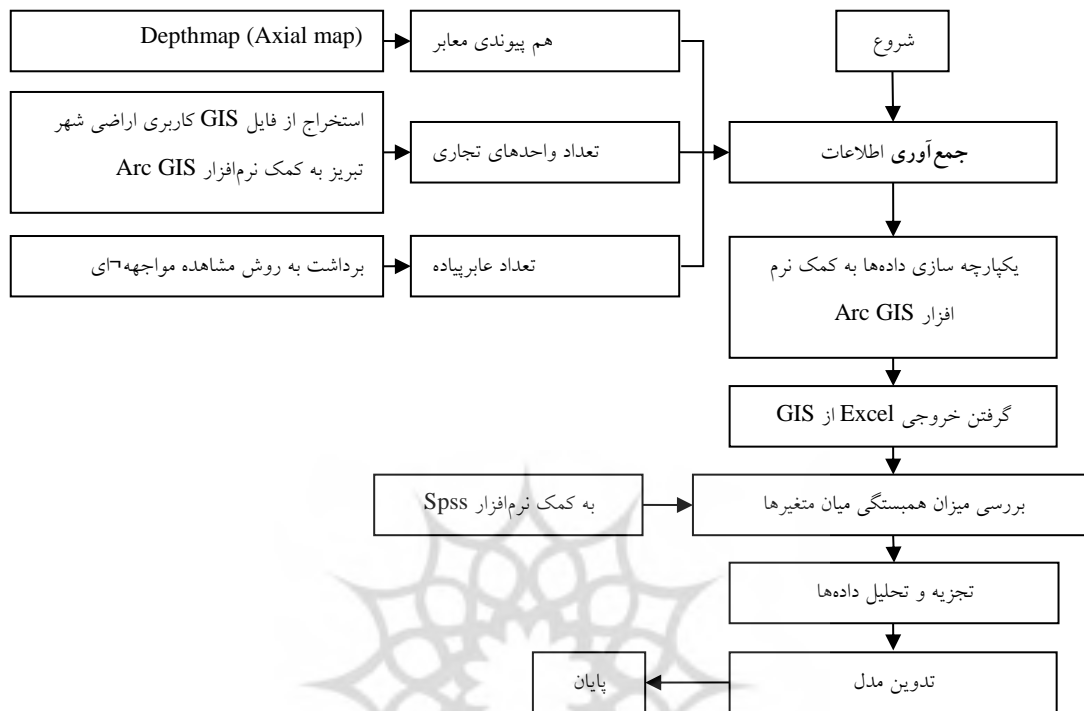 شروع
جمع‌آوری اطلاعات
هم پیوندی معابر
Depthmap (Axial map)
تعداد واحدهای تجاری
استخراج از فایل GIS کاربری اراضی شهر
تبریز به کمک نرم‌افزار Arc GIS
تعداد عابرپیاده
برداشت به روش مشاهده مواجهه¬ای
یکپارچه سازی داده‌ها به کمک نرم
افزار Arc GIS
گرفتن خروجی Excel از GIS
بررسی میزان همبستگی میان متغیرها
به کمک نرم‌افزار Spss
تجزیه و تحلیل داده‌ها
تدوین مدل
پایان